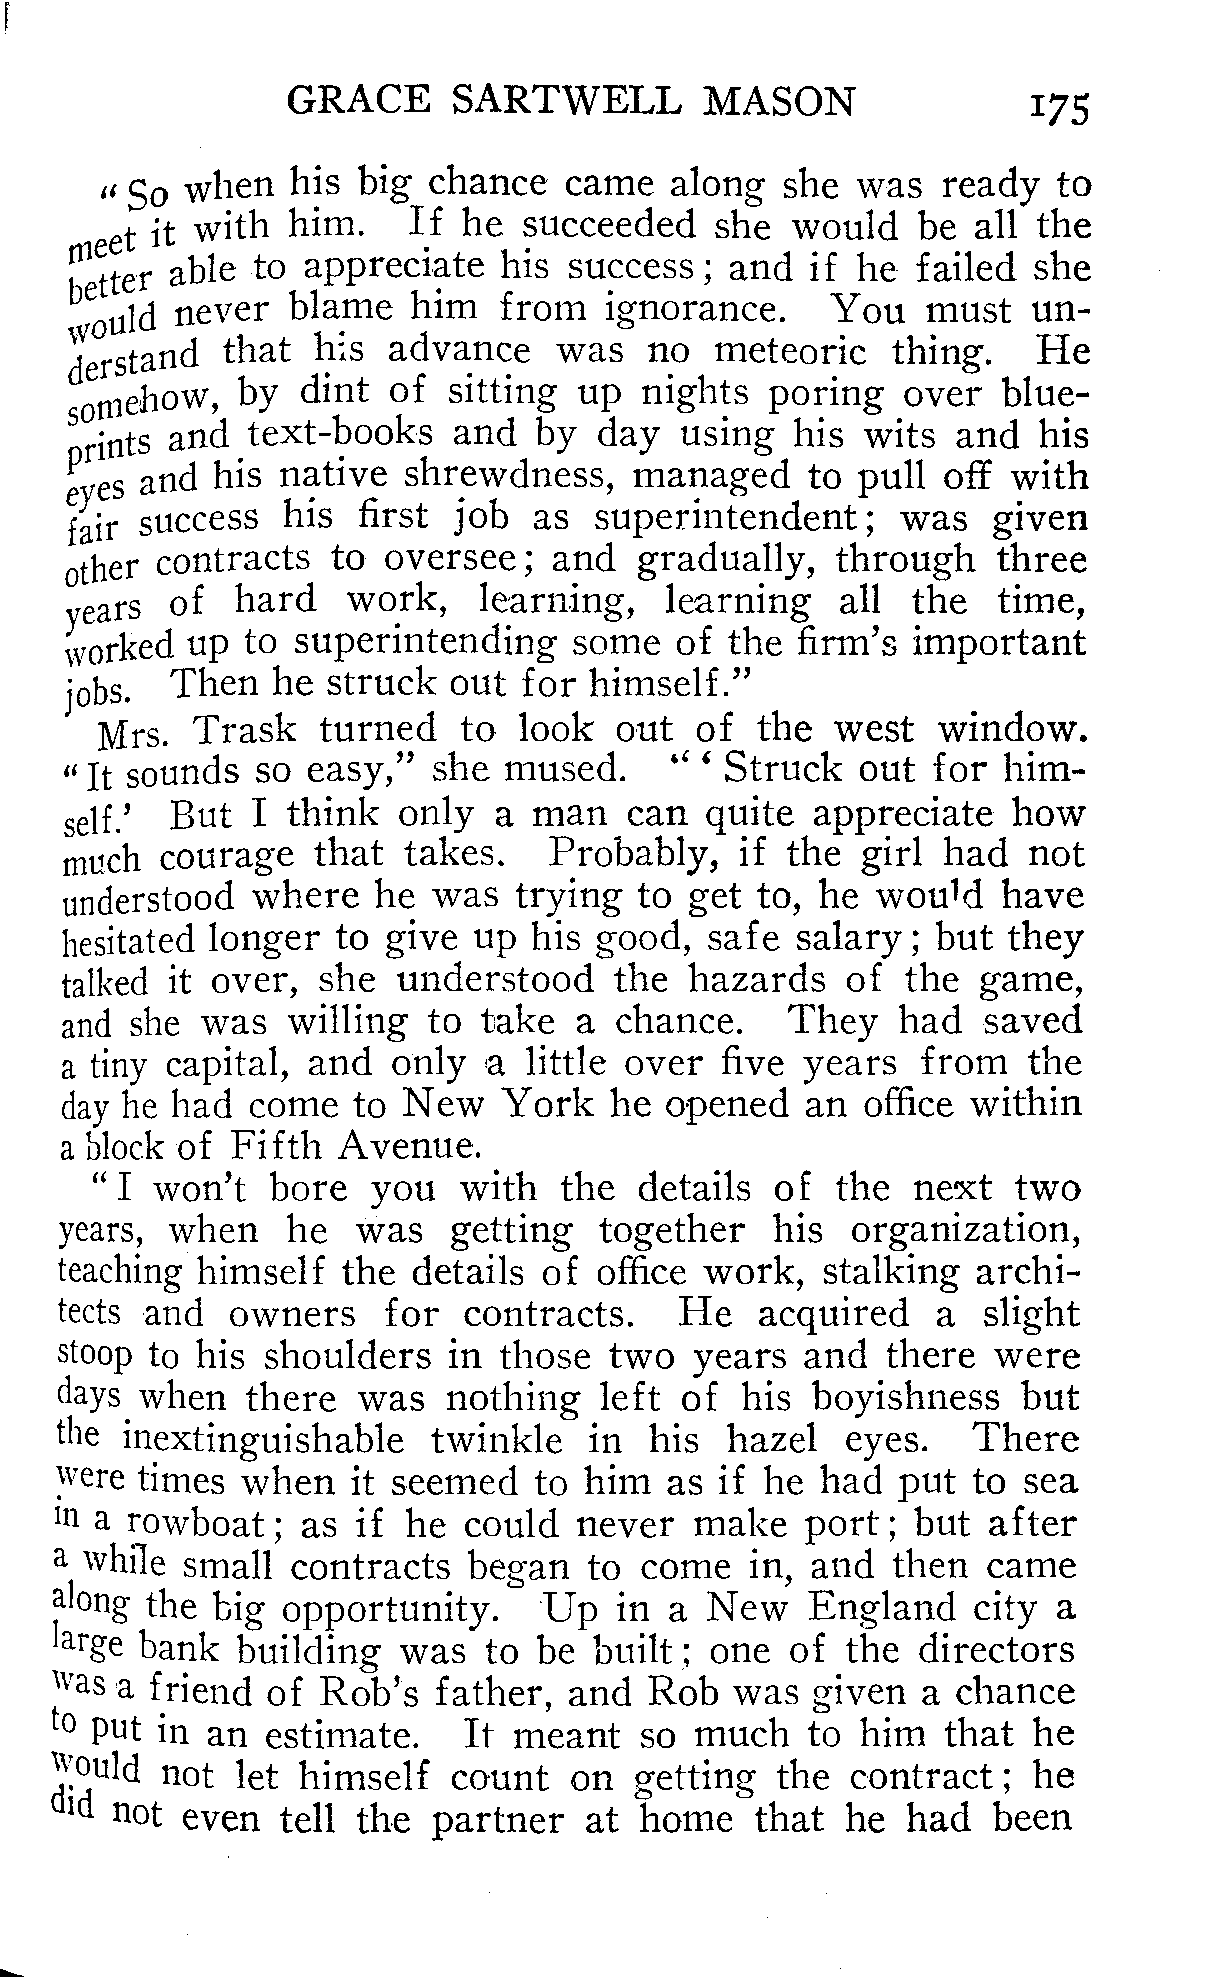 GRACE SARTWELL MASON 175
“ So when his big chance came along she was ready to
meet it with him. If he succeeded she would be all the
better able to appreciate his success ; and if he failed she
would never blame him from ignorance. You must un-
derstand that his advance was no meteoric thing. He
somehow, by dint of sitting up nights poring over blue-
prints and text-books and by day using his wits and his
eyes and his native shrewdness, managed to pull off with
fair success his first job as superintendent ; was given
other contracts to oversee ; and gradually, through three
years of hard work, learning, learning all the time,
worked up to superintending some of the firm’s important
jobs. Then he struck out for himself.”
Mrs. Trask turned to look out of the west window.
“ It sounds so easy,” she mused. “ ‘ Struck out for him-
self.’ But I think only a man can quite appreciate how
much courage that takes. Probably, if the girl had not
understood where he was trying to get to, he would have
hesitated longer to give up his good, safe salary ; but they
talked it over, she understood the hazards of the game,
and she was willing to take a chance. They had saved
a tiny capital, and only a little over five years from the
day he had come to New York he opened an office within
a block of Fifth Avenue.
“ I won’t bore you with the details of the next two
years, when he was getting together his organization,
teaching himself the details of office work, stalking archi-
tects and owners for contracts. He acquired a slight
stoop to his shoulders in those two years and there were
days when there was nothing left of his boyishness but
the inextinguishable twinkle in his hazel eyes. There
were times when it seemed to him as if he had put to sea
in a rowboat ; as if he could never make port ; but after
a while small contracts began to come in, and then came
along the big opportunity. Up in a New England city a
large bank building was to be built ; one of the directors
was a friend of Rob’s father, and Rob was given a chance
to put in an estimate. It meant so much to him that he
would not let himself count on getting the contract ; he
did not even tell the partner at home that he had been